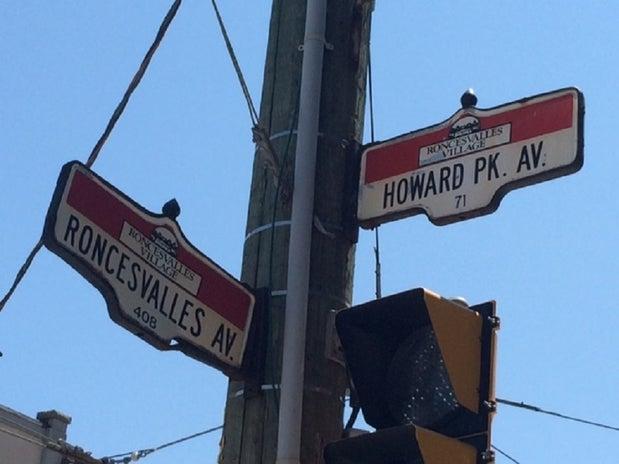 RONCESVALLES
VILLAGE
RONCESVALLES AV.
408
RONCESVALLES
VILLAGE
HOWARD PK. AV.
71